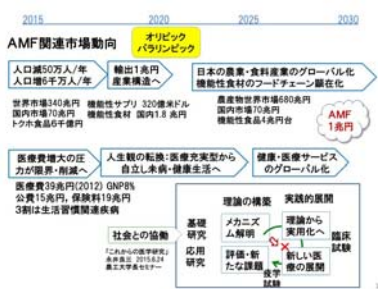 2015
2020
2025
2030
AMF関連市場動向
オリピック
パラリンピック
人口減50万人/年
人口増6千万人/年
輸出1兆円
産業構造へ
日本の農業・食料産業のグローバル化
機能性食材のフードチェーン顕在化
世界市場340兆円
国内市場70兆円
トクホ食品6千億円
機能性サプリ 320億米ドル
機能性食材 国内1.8 兆円
農産物世界市場680兆円
国内市場70兆円
機能性食品4兆円台
AMF
1兆円
医療費増大の圧
力が限界・削減へ
人生観の転換:医療充実型から
自立し未病・健康生活へ
健康・医療サービス
のグローバル化
医療費39兆円(2012) GNP8%
公費15兆円，保険料19兆円
3割は生活習慣関連疾病
社会との協働
『これからの医学研究』
永井良三 2015.6.24
農工大学長セミナー
理論の構築
実践的展開
基礎
研究
応用
研究
メカニズ
ム解明
理論から
実用化へ
評価・新
たな課題
新しい医
療の展開
臨床
試験
疫学
試験